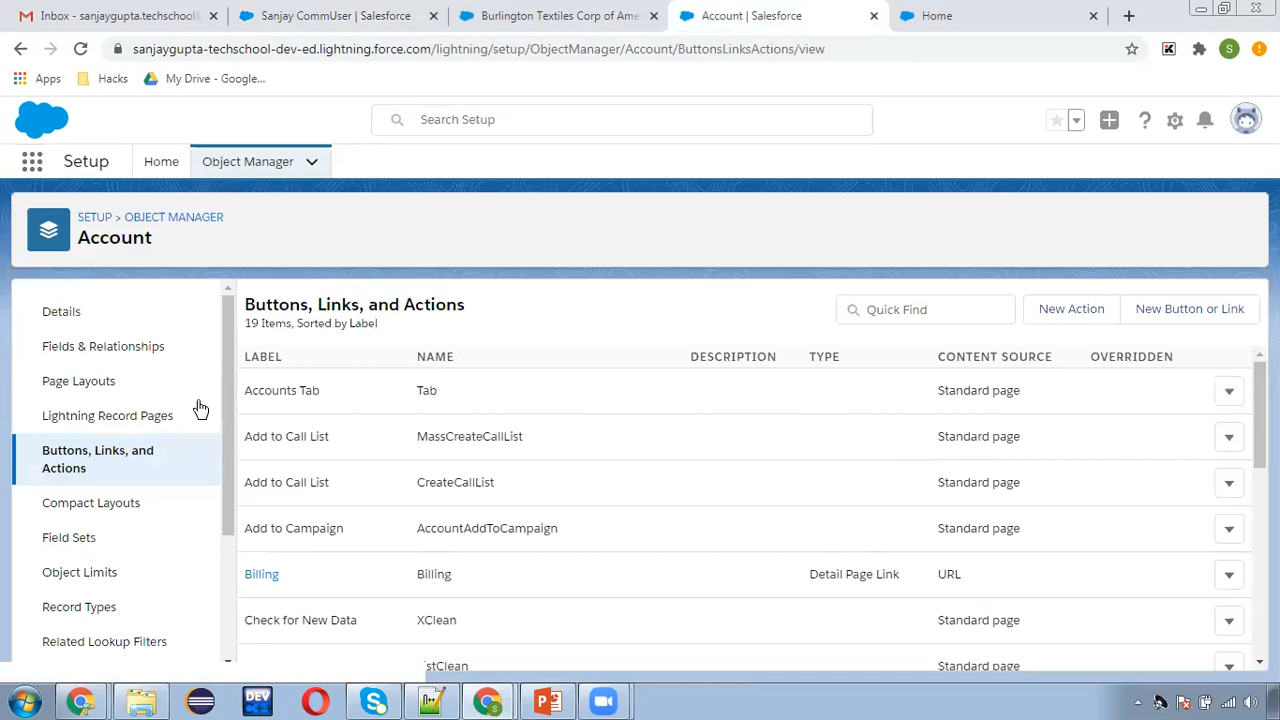 Inbox - sanjaygupta.techschool@
Sanjay CommUser | Salesforce
Burlington Textiles Corp of Ame
Account | Salesforce
Home
sanjaygupta-techschool-dev-ed.lightning.force.com/lightning/setup/ObjectManager/Account/ButtonsLinksActions/view
K
S
Apps
Hacks
My Drive - Google...
Search Setup
Setup
Home
Object Manager
SETUP > OBJECT MANAGER
Account
Details
Fields & Relationships
Page Layouts
Lightning Record Pages
Buttons, Links, and
Actions
Compact Layouts
Field Sets
Object Limits
Record Types
Related Lookup Filters
Buttons, Links, and Actions
19 Items, Sorted by Label
Quick Find
New Action
New Button or Link
LABEL NAME DESCRIPTION TYPE CONTENT SOURCE OVERRIDDEN
Accounts Tab Tab Standard page
Add to Call List MassCreateCallList Standard page
Add to Call List CreateCallList Standard page
Add to Campaign AccountAddToCampaign Standard page
Billing Billing Detail Page Link URL
Check for New Data XClean Standard page
stClean Standard page
DEV